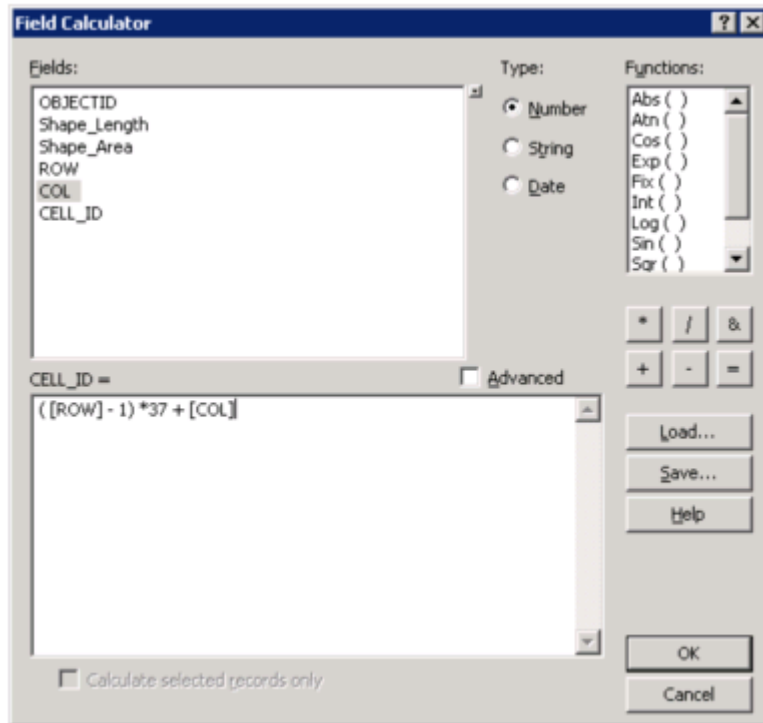 Field Calculator
Fields:
OBJECTID
Shape_Length
Shape_Area
ROW
COL
CELL_ID
Type:
Number
String
Date
Functions:
Abs ( )
Atn ( )
Cos ( )
Exp ( )
Fix ( )
Int ( )
Log ( )
Sin ( )
Sqr ( )
* / &
+ - =
CELL_ID =
Advanced
( [ROW] - 1) *37 + [COL]
Load...
Save...
Help
Calculate selected records only
OK
Cancel